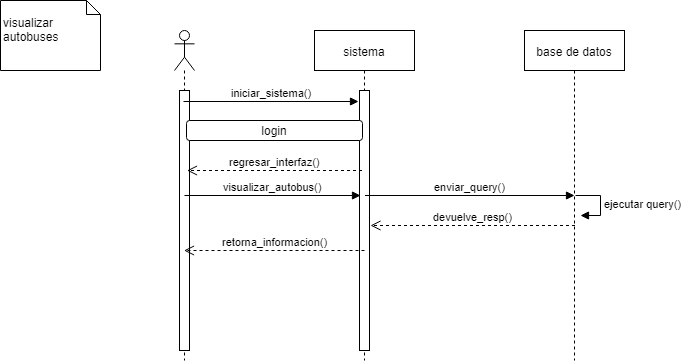 visualizar
autobuses
sistema
base de datos
iniciar_sistema()
login
regresar_interfaz()
visualizar_autobus()
enviar_query()
ejecutar query()
devuelve_resp()
retorna_informacion()